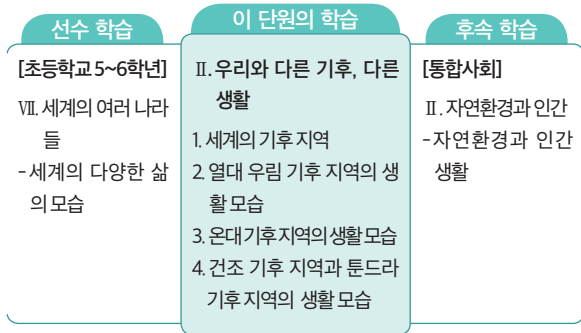 선수 학습
[초등학교 5~6학년]
Ⅶ. 세계의 여러 나라
들
- 세계의 다양한 삶
의 모습
이 단원의 학습
Ⅱ. 우리와 다른 기후, 다른
생활
1. 세계의 기후 지역
2. 열대 우림 기후 지역의 생
활 모습
3. 온대 기후 지역의 생활 모습
4. 건조 기후 지역과 툰드라
기후 지역의 생활 모습
후속 학습
[통합사회]
Ⅱ. 자연환경과 인간
- 자연환경과 인간
생활